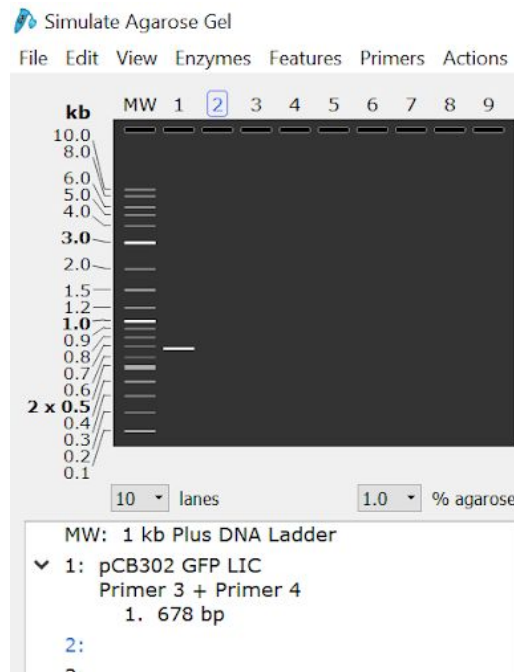 Simulate Agarose Gel
File Edit View Enzymes Features Primers Actions
kb MW 1 2 3 4 5 6 7 8 9
10.0
8.0
6.0
5.0
4.0
3.0
2.0
1.5
1.2
1.0
0.9
0.8
0.7
0.6
2 x 0.5
0.4
0.3
0.2
0.1
10 lanes 1.0 % agarose
MW: 1 kb Plus DNA Ladder
1: pCB302 GFP LIC
Primer 3 + Primer 4
1. 678 bp
2: